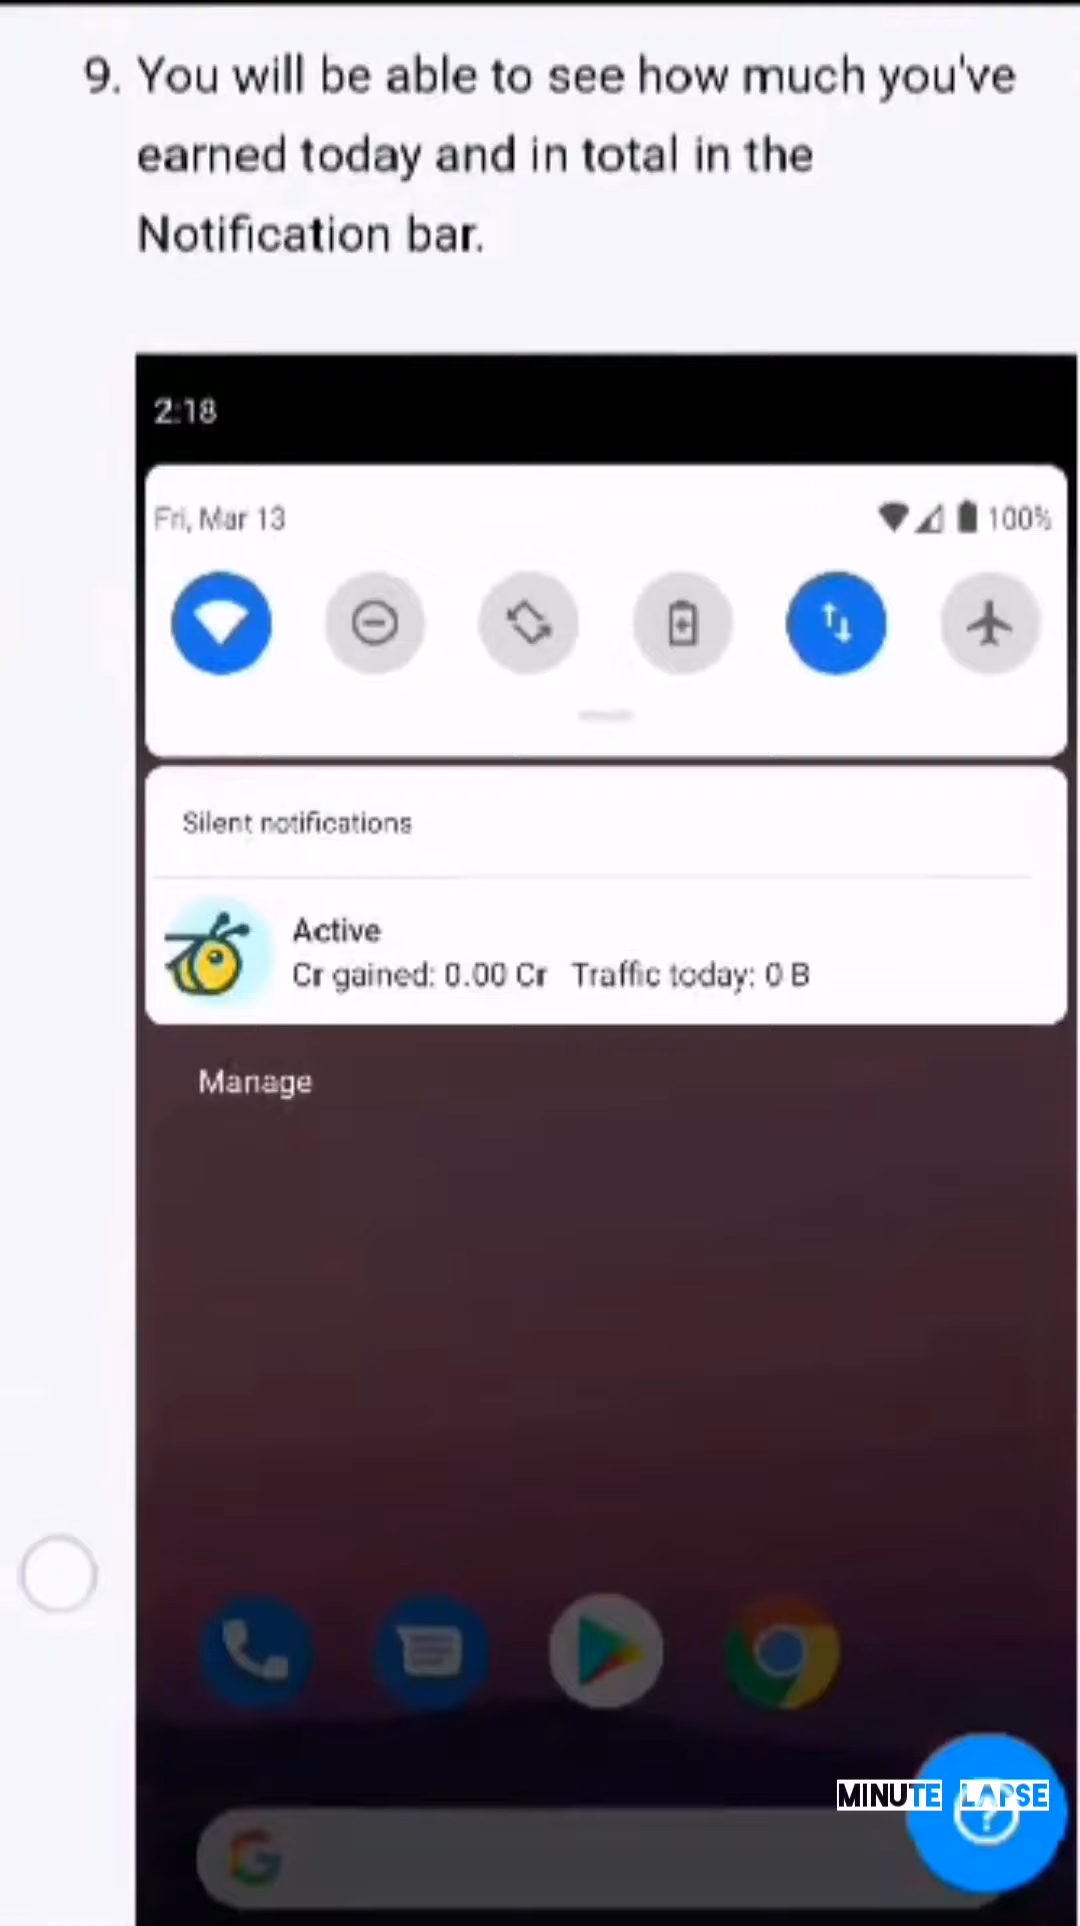 9. You will be able to see how much you've
earned today and in total in the
Notification bar.
2:18
Fri, Mar 13
100%
Silent notifications
Active
Cr gained: 0.00 Cr Traffic today: 0 B
Manage
MINUTE LAPSE